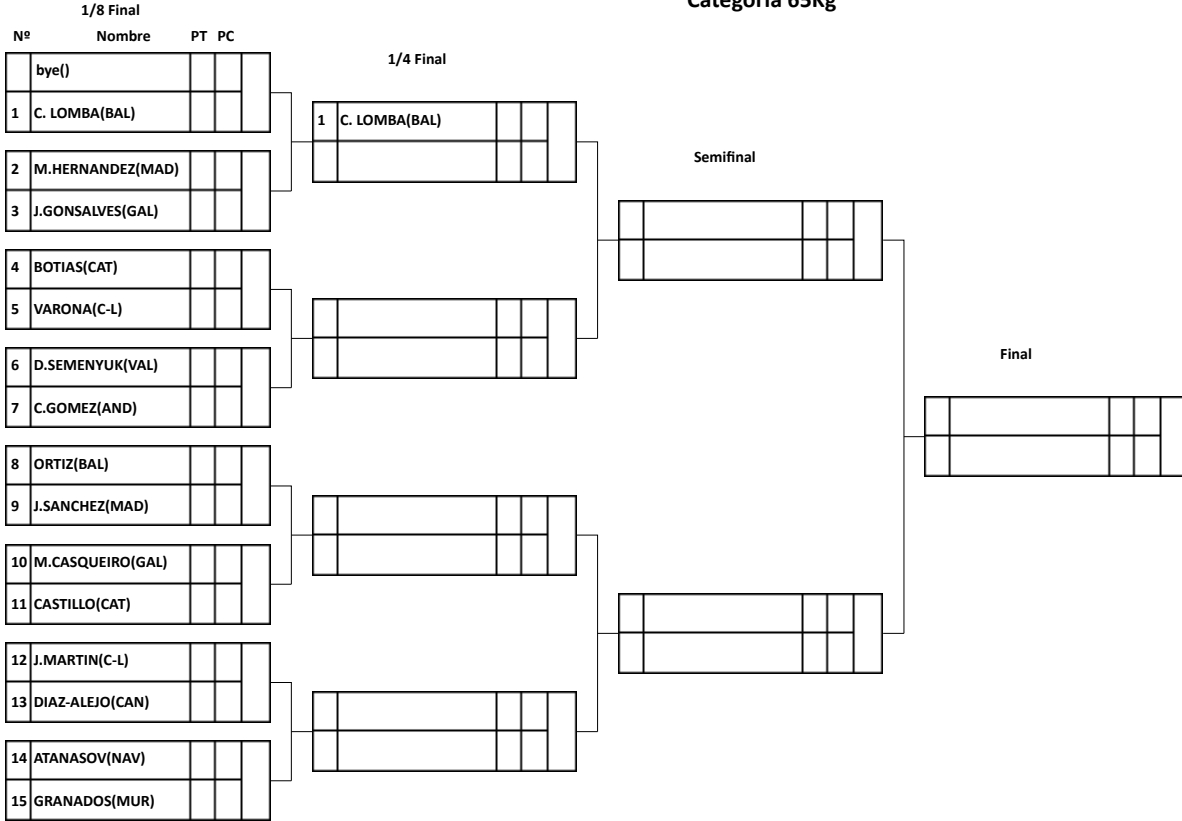 Categoría 65Kg
1/8 Final
Nº Nombre PT PC
bye()
1 C. LOMBA(BAL)
2 M.HERNANDEZ(MAD)
3 J.GONSALVES(GAL)
4 BOTIAS(CAT)
5 VARONA(C-L)
6 D.SEMENYUK(VAL)
7 C.GOMEZ(AND)
8 ORTIZ(BAL)
9 J.SANCHEZ(MAD)
10 M.CASQUEIRO(GAL)
11 CASTILLO(CAT)
12 J.MARTIN(C-L)
13 DIAZ-ALEJO(CAN)
14 ATANASOV(NAV)
15 GRANADOS(MUR)
1/4 Final
1 C. LOMBA(BAL)
Semifinal
Final